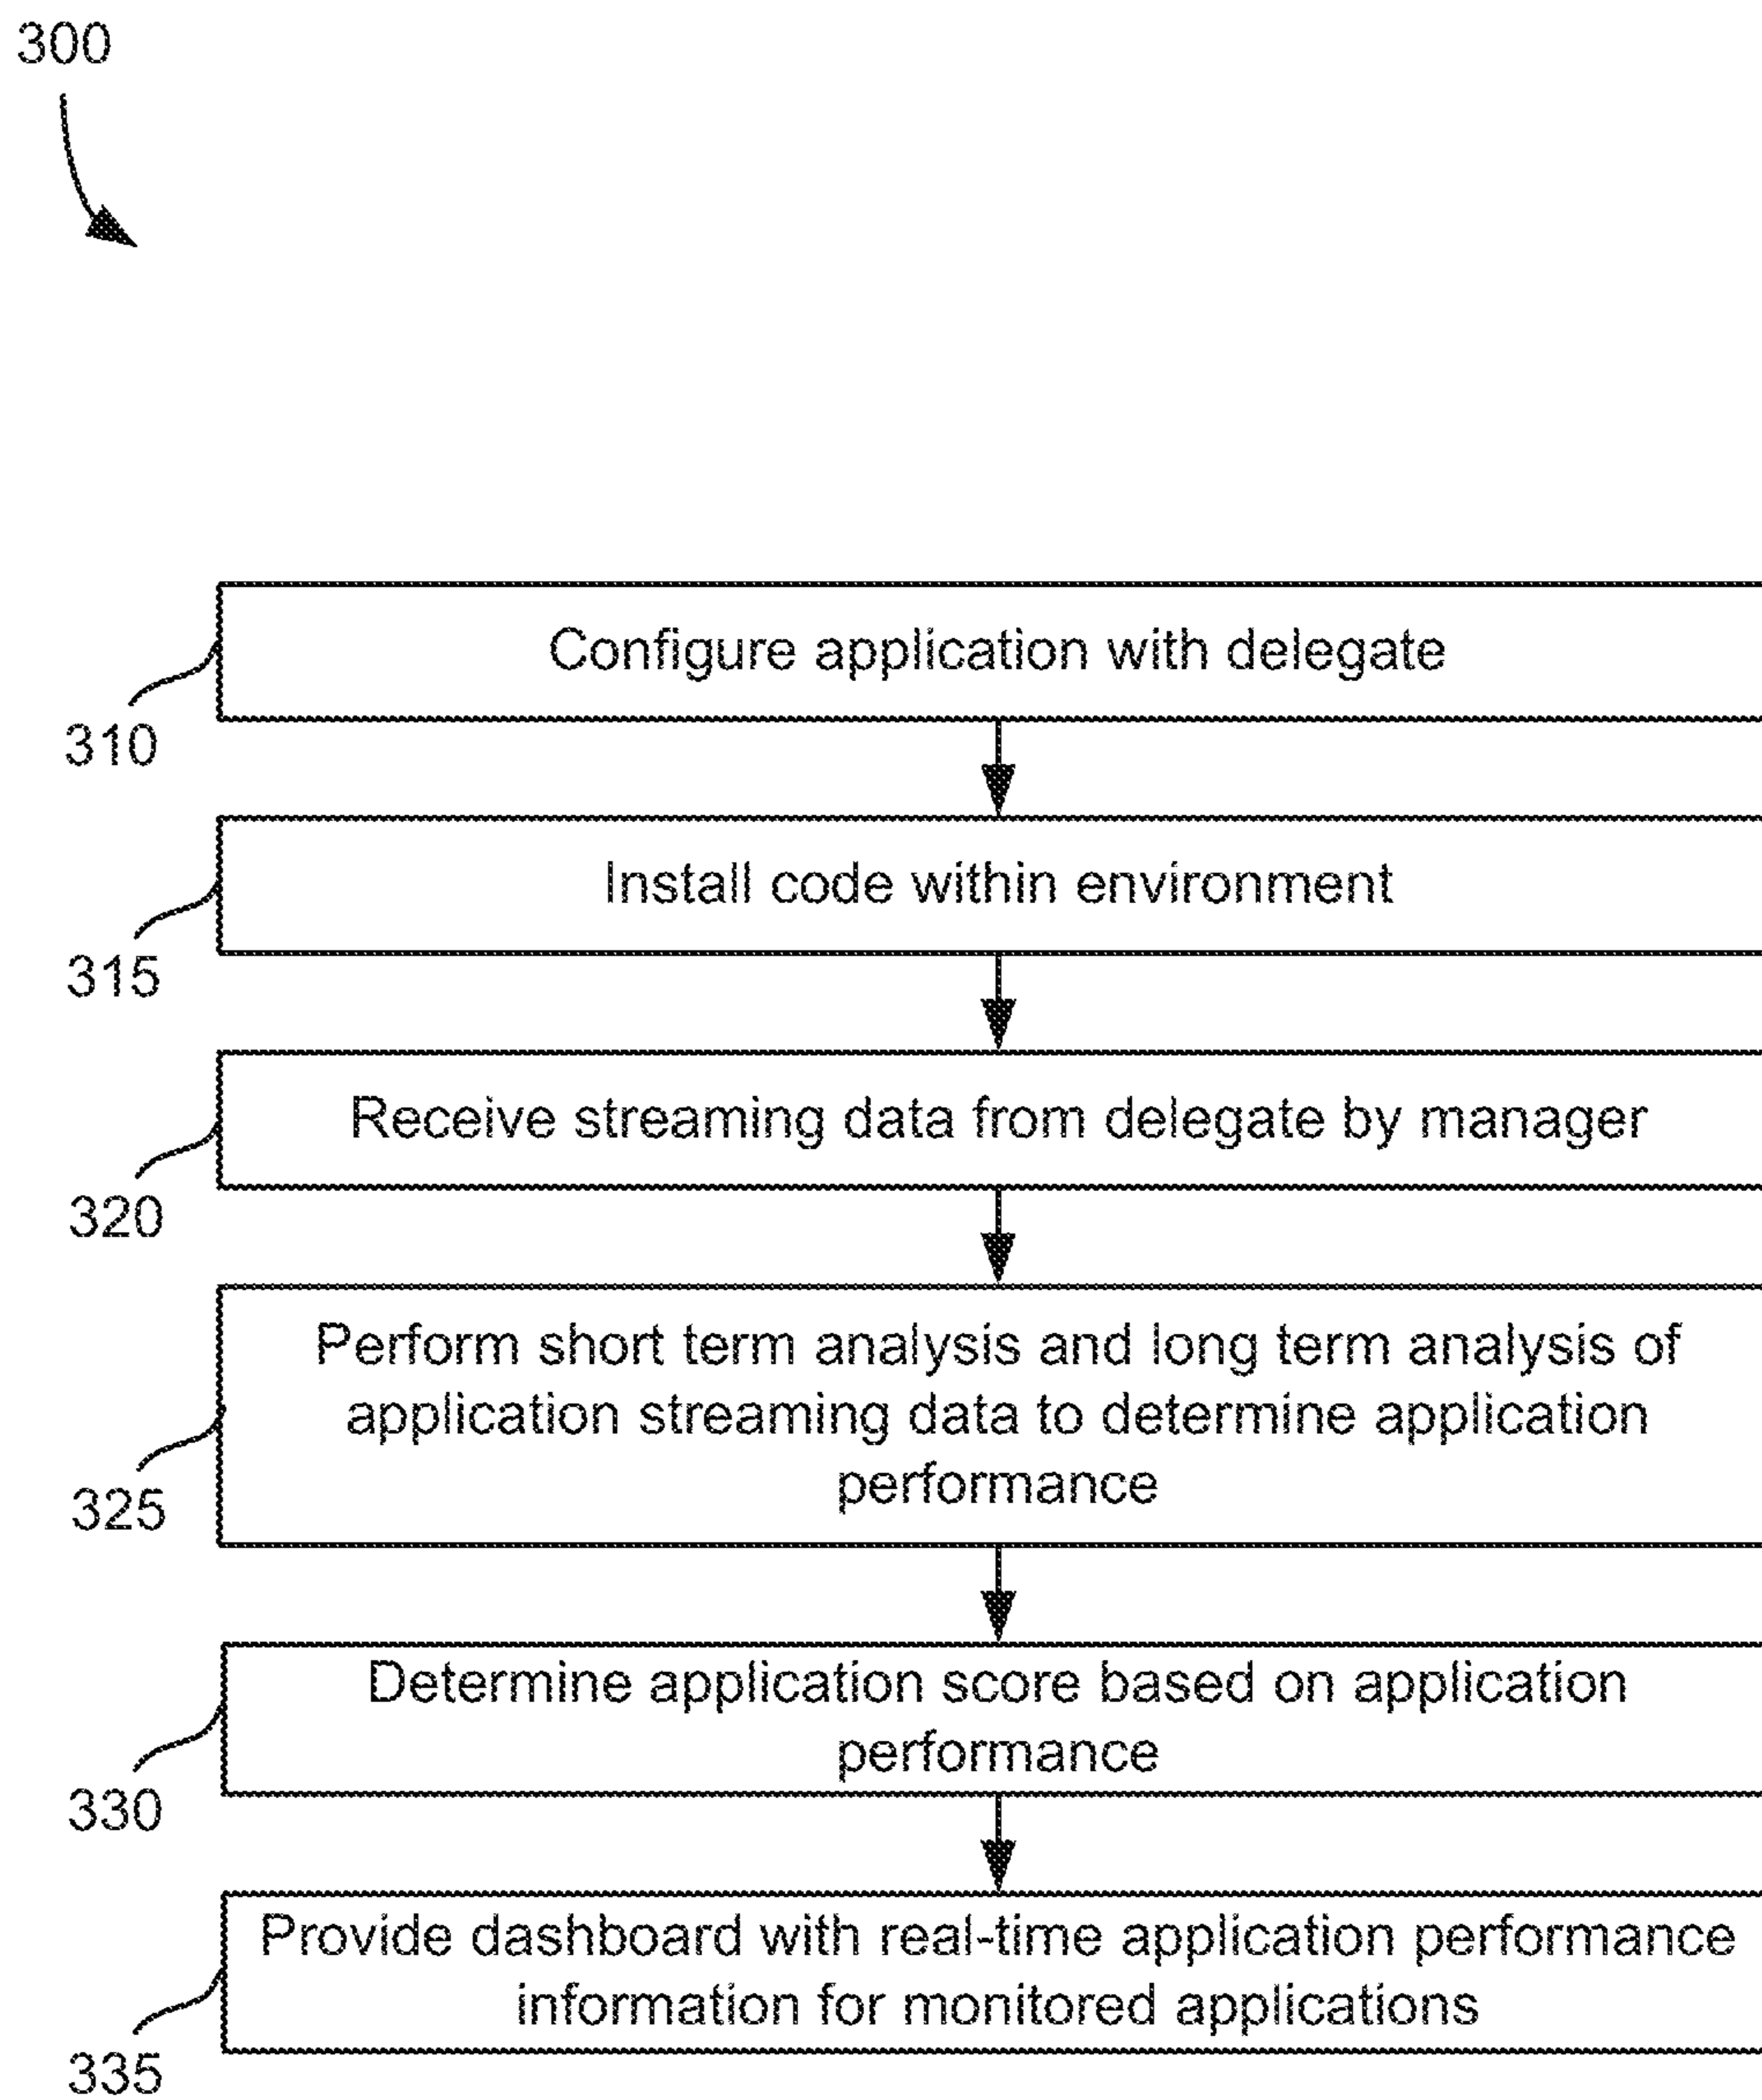 300
Configure application with delegate
310
Install code within environment
315
Receive streaming data from delegate by manager
320
Perform short term analysis and long term analysis of
application streaming data to determine application
performance
325
Determine application score based on application
performance
330
Provide dashboard with real-time application performance
information for monitored applications
335